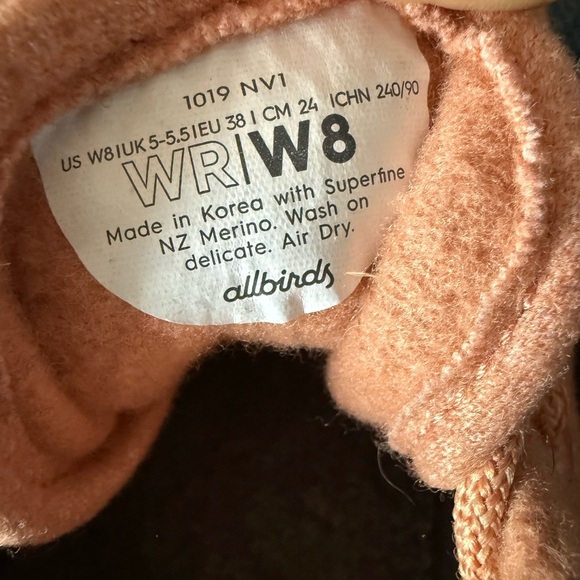 1019 NV1
US W8|UK 5-5.5|EU 38| CM 24 |CHN 240/90
WR|W8
Made in Korea with Superfine
NZ Merino. Wash on
delicate. Air Dry.
allbirds